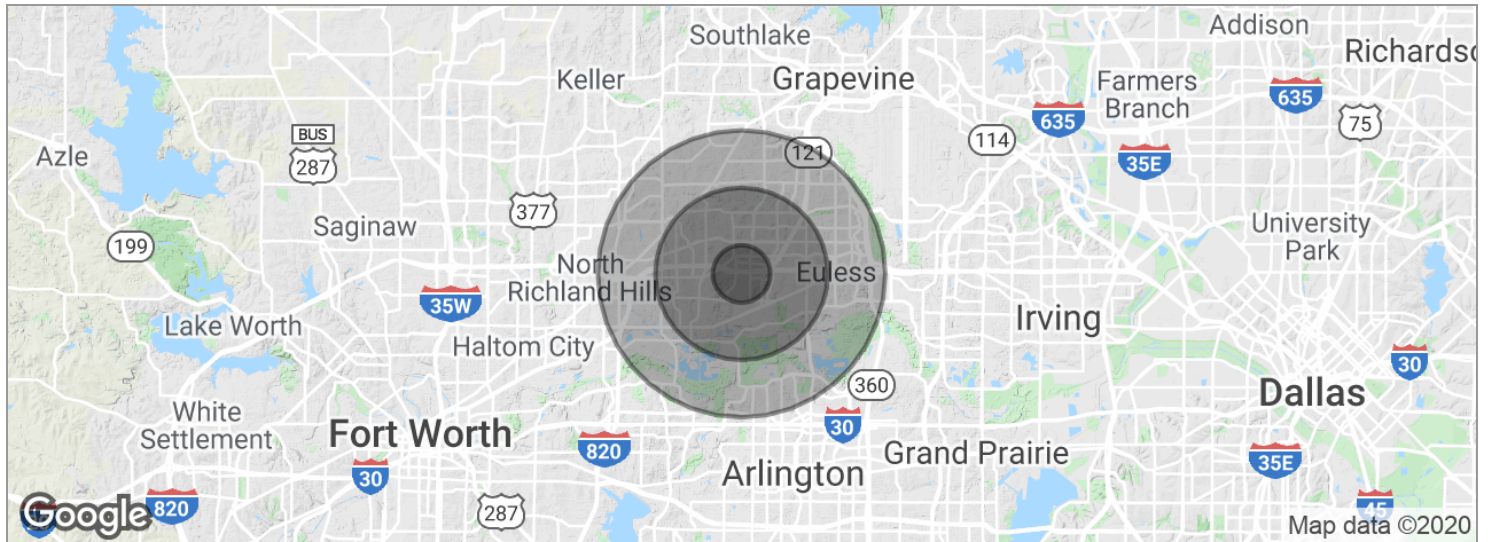 Southlake
Addison
Richardso
Keller
Grapevine
Farmers
Branch
635
635
75
BUS
287
114
121
35E
Azle
377
Saginaw
University
Park
199
North
Richland Hills
Euless
35W
Irving
Lake Worth
Haltom City
30
360
Dallas
White
Settlement
Fort Worth
30
820
Grand Prairie
35E
Arlington
30
820
287
45
Google
Map data ©2020